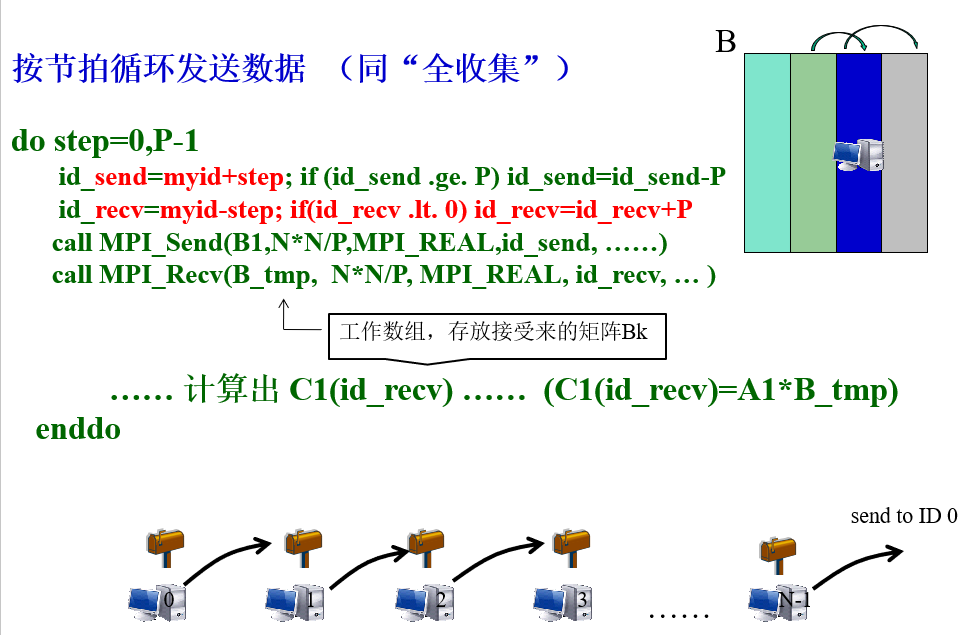 B
按节拍循环发送数据 （同“全收集”）
do step=0,P-1
id_send=myid+step; if (id_send .ge. P) id_send=id_send-P
id_recv=myid-step; if(id_recv .lt. 0) id_recv=id_recv+P
call MPI_Send(B1,N*N/P,MPI_REAL,id_send, ……)
call MPI_Recv(B_tmp, N*N/P, MPI_REAL, id_recv, … )
工作数组，存放接受来的矩阵Bk
…… 计算出 C1(id_recv) …… (C1(id_recv)=A1*B_tmp)
enddo
send to ID 0
0 1 2 3 …… N-1